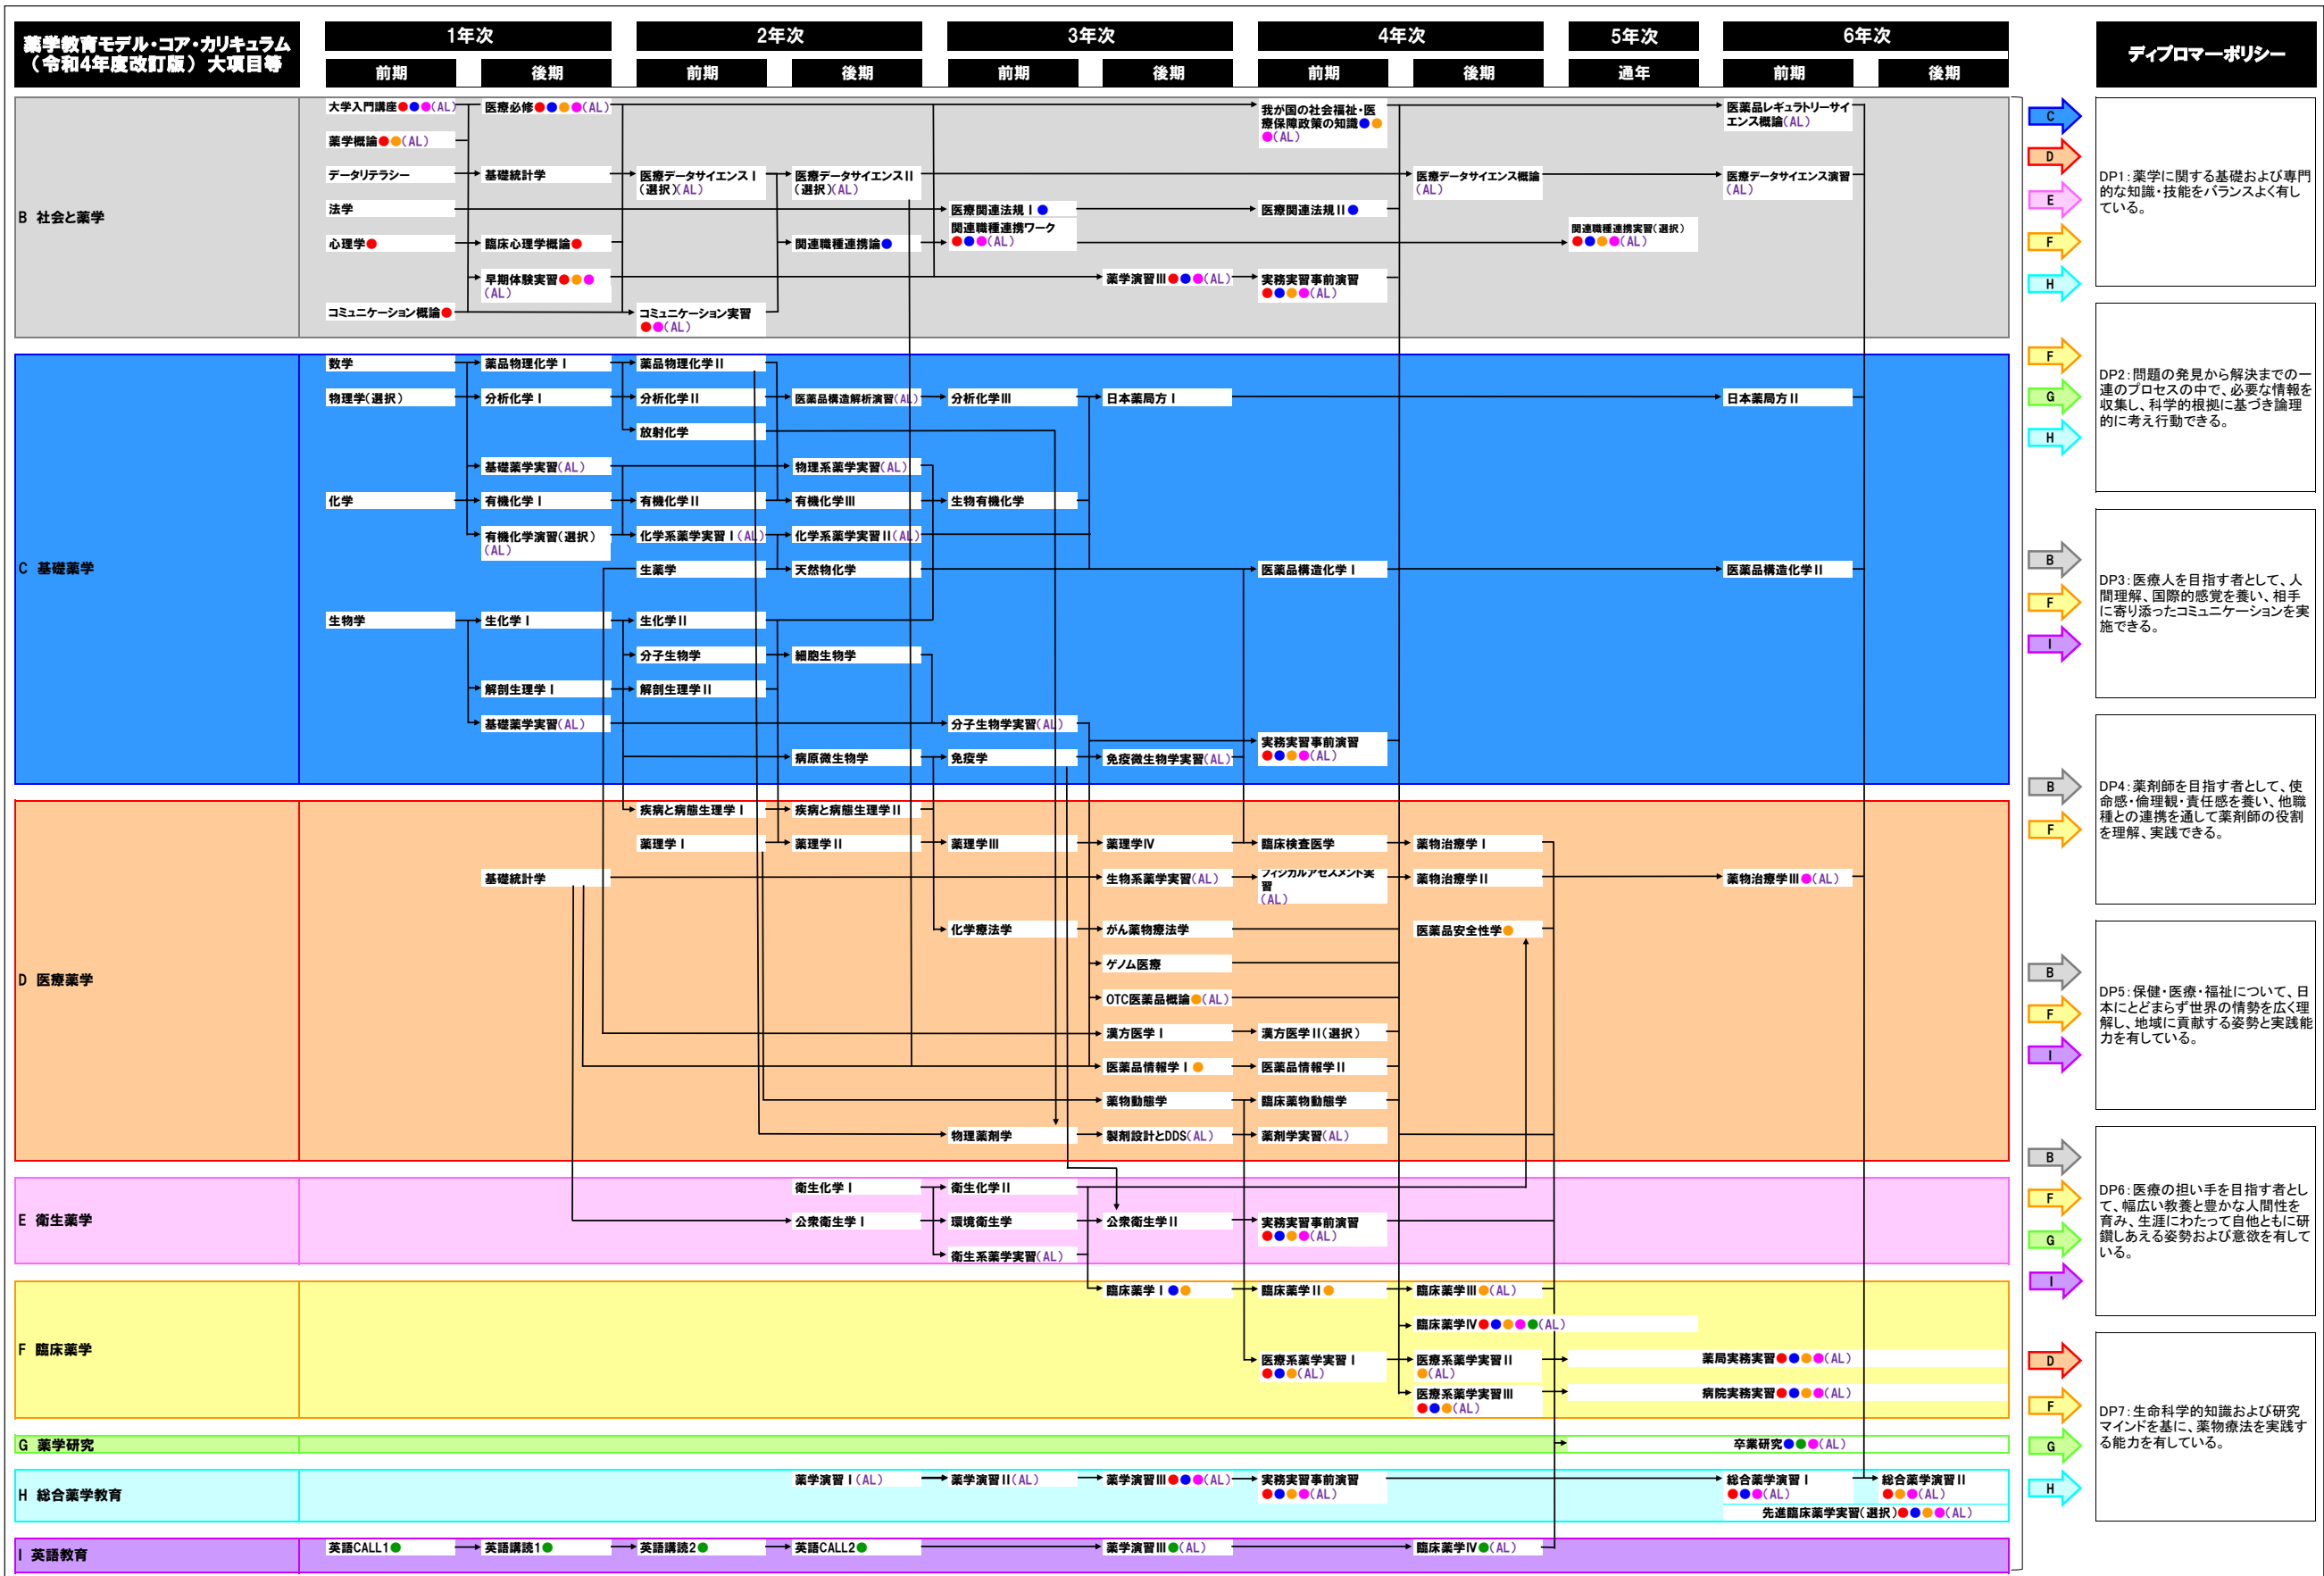 薬学教育モデル・コア・カリキュラム
（令和4年度改訂版）大項目等
1年次
2年次
3年次
4年次
5年次
6年次
ディプロマーポリシー
前期
後期
前期
後期
前期
後期
前期
後期
通年
前期
後期
B 社会と薬学
大学入門講座●●●(AL)
医療必修●●●●(AL)
我が国の社会福祉・医
療保障政策の知識●●
●(AL)
医薬品レギュラトリーサイ
エンス概論(AL)
薬学概論●●(AL)
データリテラシー
基礎統計学
医療データサイエンスⅠ
(選択)(AL)
医療データサイエンスⅡ
(選択)(AL)
医療データサイエンス概論
(AL)
医療データサイエンス演習
(AL)
法学
医療関連法規Ⅰ●
医療関連法規Ⅱ●
心理学●
臨床心理学概論●
関連職種連携論●
関連職種連携ワーク
●●●(AL)
関連職種連携実習(選択)
●●●●(AL)
早期体験実習●●●
(AL)
薬学演習Ⅲ●●●(AL)
実務実習事前演習
●●●●(AL)
コミュニケーション概論●
コミュニケーション実習
●●(AL)
C 基礎薬学
数学
薬品物理化学Ⅰ
薬品物理化学Ⅱ
物理学(選択)
分析化学Ⅰ
分析化学Ⅱ
医薬品構造解析演習(AL)
分析化学Ⅲ
日本薬局方Ⅰ
日本薬局方Ⅱ
放射化学
基礎薬学実習(AL)
物理系薬学実習(AL)
化学
有機化学Ⅰ
有機化学Ⅱ
有機化学Ⅲ
生物有機化学
有機化学演習(選択)
(AL)
化学系薬学実習Ⅰ(AL)
化学系薬学実習Ⅱ(AL)
生薬学
天然物化学
医薬品構造化学Ⅰ
医薬品構造化学Ⅱ
生物学
生化学Ⅰ
生化学Ⅱ
分子生物学
細胞生物学
解剖生理学Ⅰ
解剖生理学Ⅱ
基礎薬学実習(AL)
分子生物学実習(AL)
実務実習事前演習
●●●●(AL)
病原微生物学
免疫学
免疫微生物学実習(AL)
D 医療薬学
疾病と病態生理学Ⅰ
疾病と病態生理学Ⅱ
薬理学Ⅰ
薬理学Ⅱ
薬理学Ⅲ
薬理学Ⅳ
臨床検査医学
薬物治療学Ⅰ
基礎統計学
生物系薬学実習(AL)
フィジカルアセスメント実
習
(AL)
薬物治療学Ⅱ
薬物治療学Ⅲ●(AL)
化学療法学
がん薬物療法学
医薬品安全性学●
ゲノム医療
OTC医薬品概論●(AL)
漢方医学Ⅰ
漢方医学Ⅱ(選択)
医薬品情報学Ⅰ●
医薬品情報学Ⅱ
薬物動態学
臨床薬物動態学
物理薬剤学
製剤設計とDDS(AL)
薬剤学実習(AL)
E 衛生薬学
衛生化学Ⅰ
衛生化学Ⅱ
公衆衛生学Ⅰ
環境衛生学
公衆衛生学Ⅱ
実務実習事前演習
●●●●(AL)
衛生系薬学実習(AL)
F 臨床薬学
臨床薬学Ⅰ●●
臨床薬学Ⅱ●
臨床薬学Ⅲ●(AL)
臨床薬学Ⅳ●●●●●(AL)
医療系薬学実習Ⅰ
●●●(AL)
医療系薬学実習Ⅱ
●(AL)
薬局実務実習●●●●(AL)
医療系薬学実習Ⅲ
●●●(AL)
病院実務実習●●●●(AL)
G 薬学研究
卒業研究●●●(AL)
H 総合薬学教育
薬学演習Ⅰ(AL)
薬学演習Ⅱ(AL)
薬学演習Ⅲ●●●(AL)
実務実習事前演習
●●●●(AL)
総合薬学演習Ⅰ
●●●(AL)
総合薬学演習Ⅱ
●●●(AL)
先進臨床薬学実習(選択)●●●●(AL)
I 英語教育
英語CALL1●
英語講読1●
英語講読2●
英語CALL2●
薬学演習Ⅲ●(AL)
臨床薬学Ⅳ●(AL)
C
D
E
F
H
DP1：薬学に関する基礎および専門
的な知識・技能をバランスよく有し
ている。
F
G
H
DP2：問題の発見から解決までの一
連のプロセスの中で、必要な情報を
収集し、科学的根拠に基づき論理
的に考え行動できる。
B
F
I
DP3：医療人を目指す者として、人
間理解、国際的感覚を養い、相手
に寄り添ったコミュニケーションを実
施できる。
B
F
DP4：薬剤師を目指す者として、使
命感・倫理観・責任感を養い、他職
種との連携を通して薬剤師の役割
を理解、実践できる。
B
F
I
DP5：保健・医療・福祉について、日
本にとどまらず世界の情勢を広く理
解し、地域に貢献する姿勢と実践能
力を有している。
B
F
G
I
DP6：医療の担い手を目指す者とし
て、幅広い教養と豊かな人間性を
育み、生涯にわたって自他ともに研
鑽しあえる姿勢および意欲を有して
いる。
D
F
G
H
DP7：生命科学的知識および研究
マインドを基に、薬物療法を実践す
る能力を有している。